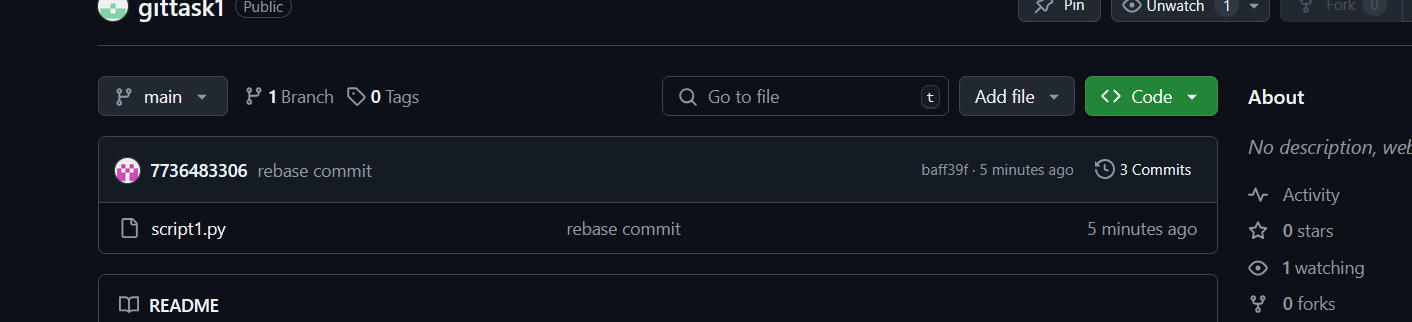 gittask1 Public Pin Unwatch 1 Fork 0
main 1 Branch 0 Tags Go to file t Add file Code About
No description, web
7736483306 rebase commit baff39f · 5 minutes ago 3 Commits
Activity
script1.py rebase commit 5 minutes ago
0 stars
1 watching
README
0 forks